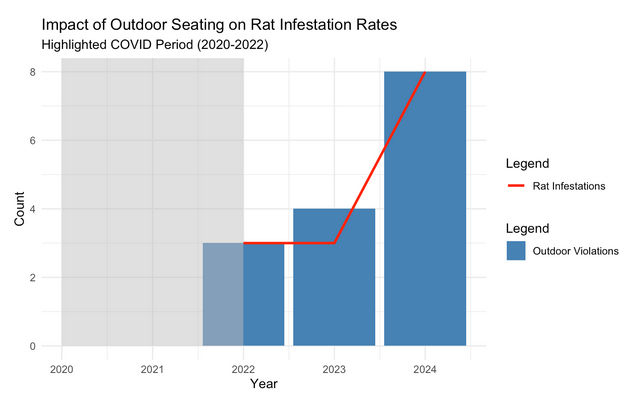 Impact of Outdoor Seating on Rat Infestation Rates
Highlighted COVID Period (2020-2022)
8
6
4
2
0
Count
2020 2021 2022 2023 2024
Year
Legend
Rat Infestations
Legend
Outdoor Violations